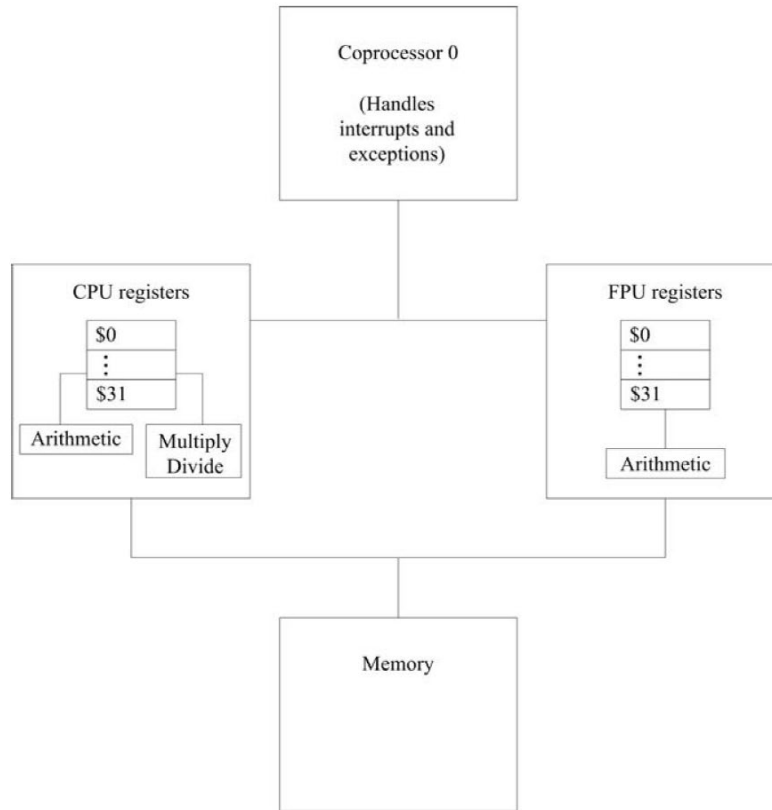 Coprocessor 0
(Handles
interrupts and
exceptions)
CPU registers
$0
⋮
$31
Arithmetic
Multiply
Divide
FPU registers
$0
⋮
$31
Arithmetic
Memory